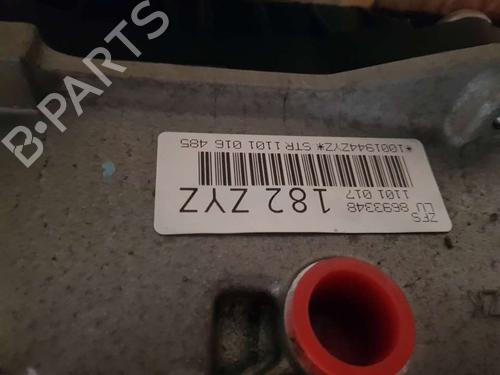 ZFS 8693348
LU 1101 017
182 ZYZ
*1001944ZYZ* STR 1101 016 485
B-PARTS